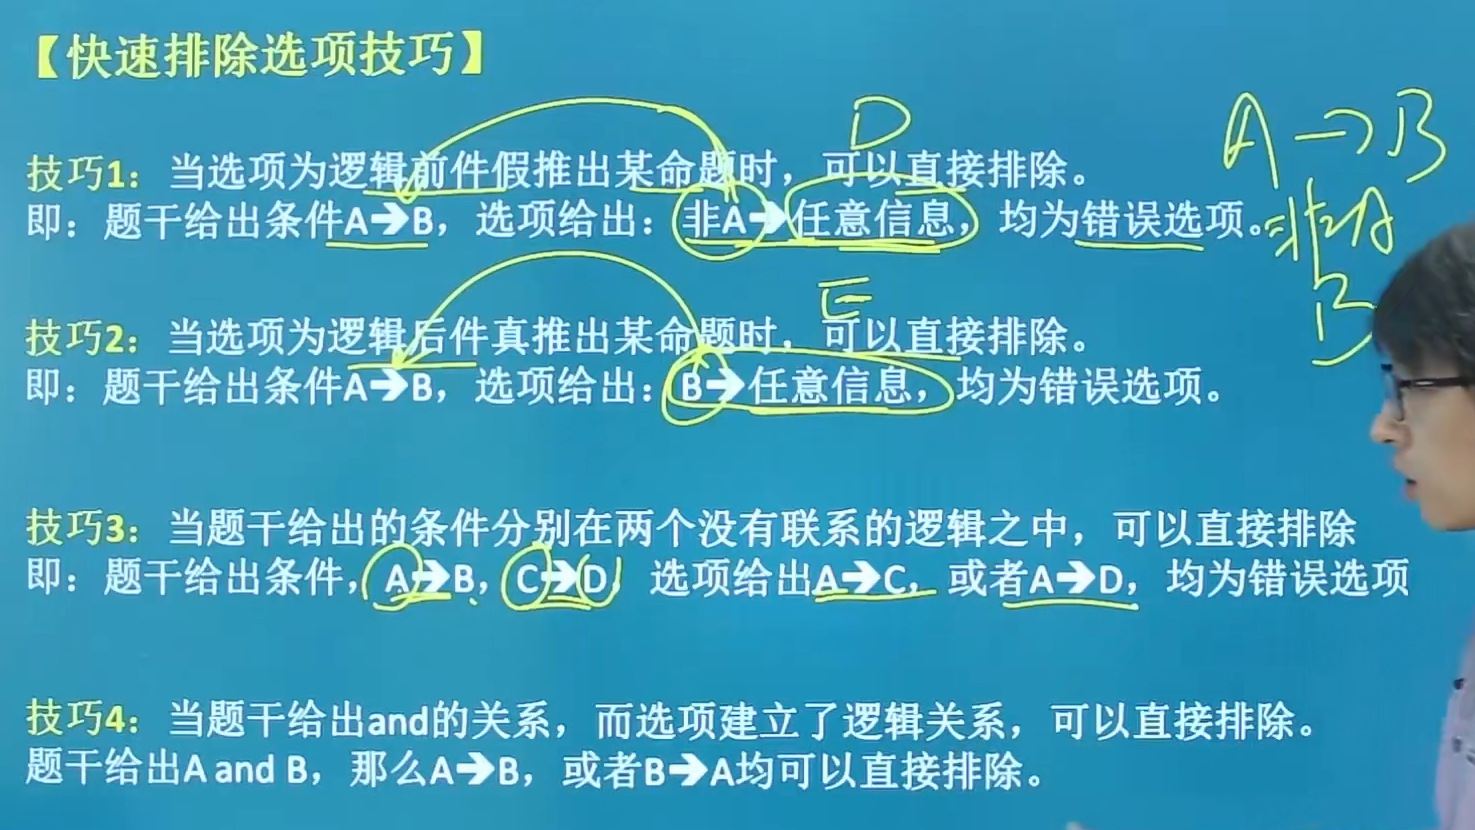 【快速排除选项技巧】
D
A→B
技巧1：当选项为逻辑前件假推出某命题时，可以直接排除。
即：题干给出条件A→B，选项给出：非A→任意信息，均为错误选项。
非A
B
E
技巧2：当选项为逻辑后件真推出某命题时，可以直接排除。
即：题干给出条件A→B，选项给出：B→任意信息，均为错误选项。
技巧3：当题干给出的条件分别在两个没有联系的逻辑之中，可以直接排除
即：题干给出条件，A→B，C→D，选项给出A→C，或者A→D，均为错误选项
技巧4：当题干给出and的关系，而选项建立了逻辑关系，可以直接排除。
题干给出A and B，那么A→B，或者B→A均可以直接排除。